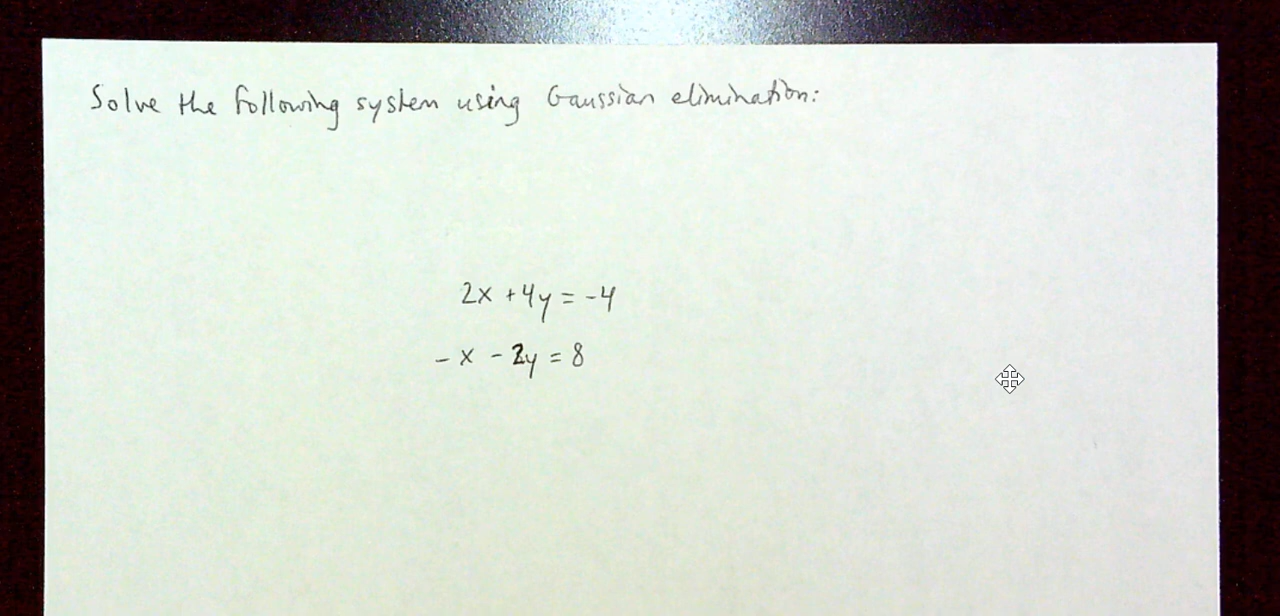 Solve the following system using Gaussian elimination:
2x + 4y = -4
- x - 2y = 8